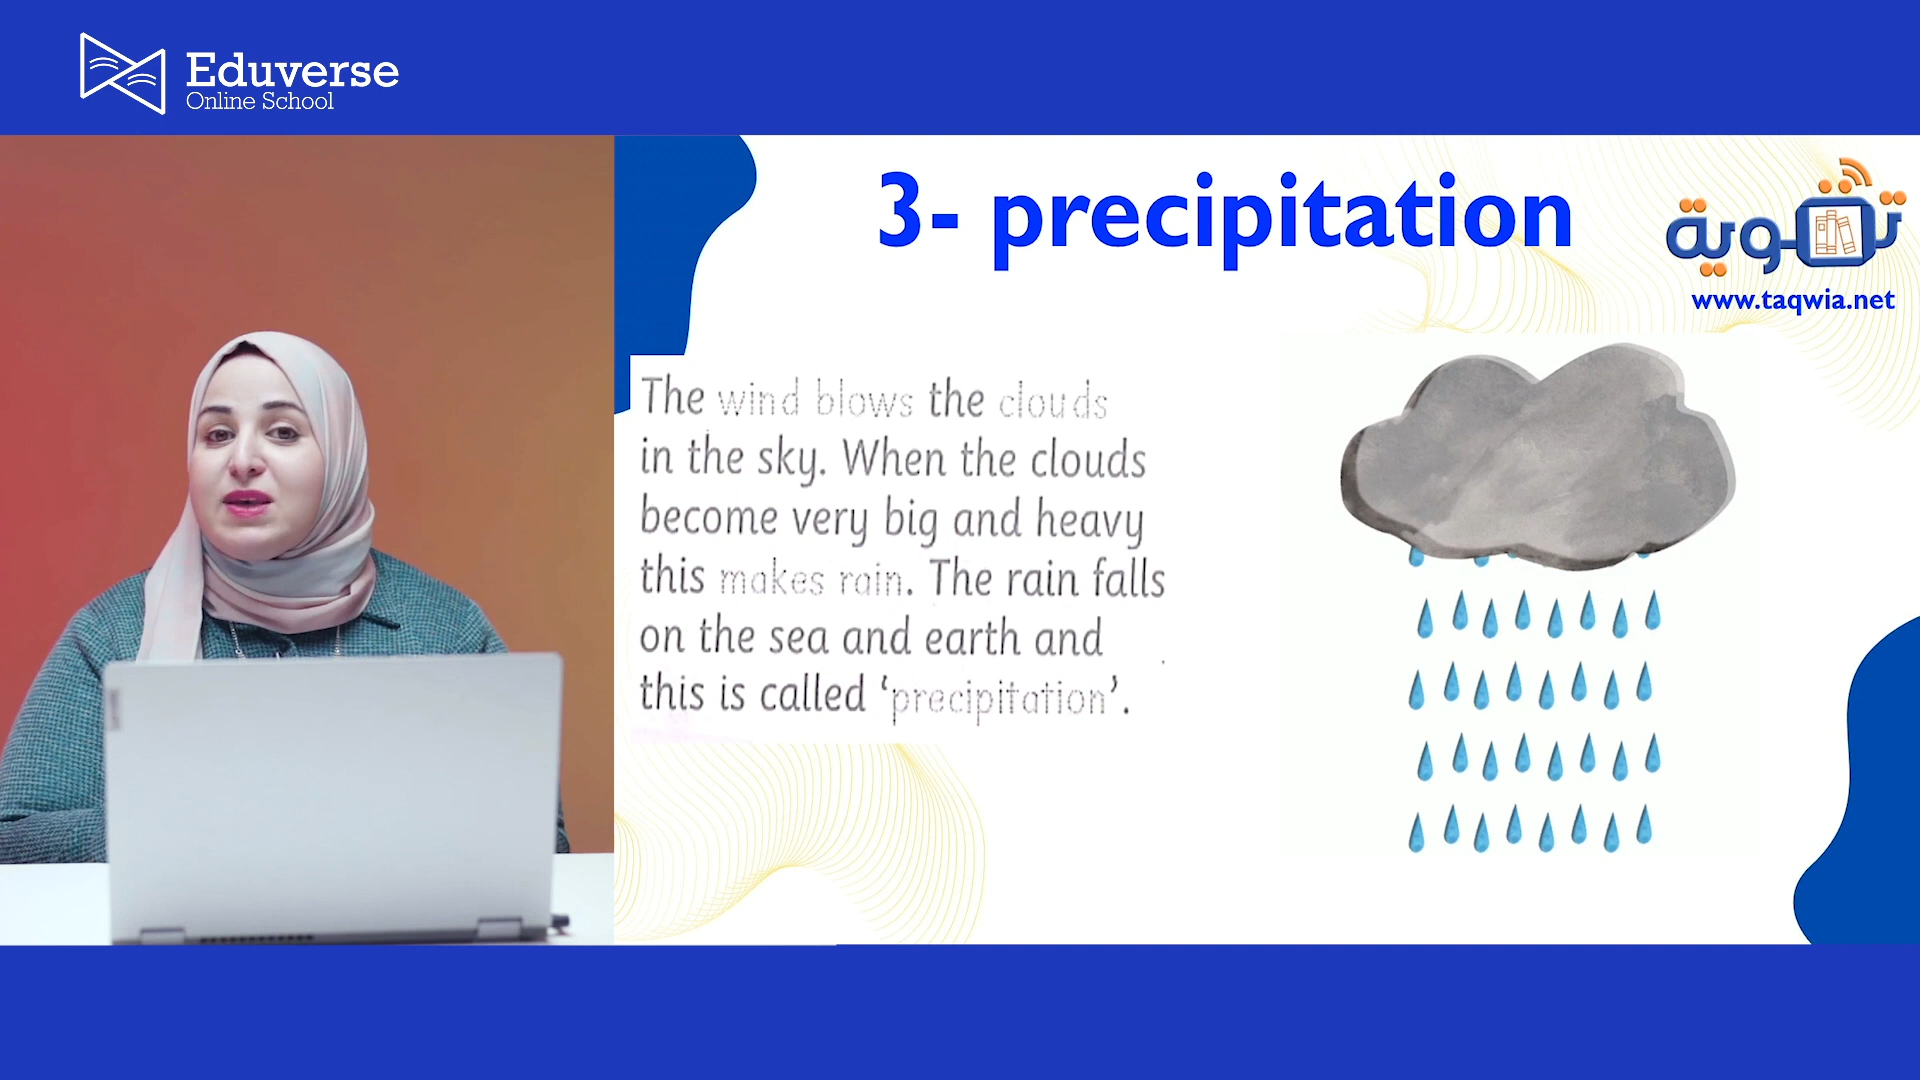 Eduverse
Online School
3- precipitation
تقوية
www.taqwia.net
The wind blows the clouds
in the sky. When the clouds
become very big and heavy
this makes rain. The rain falls
on the sea and earth and
this is called ‘precipitation’.